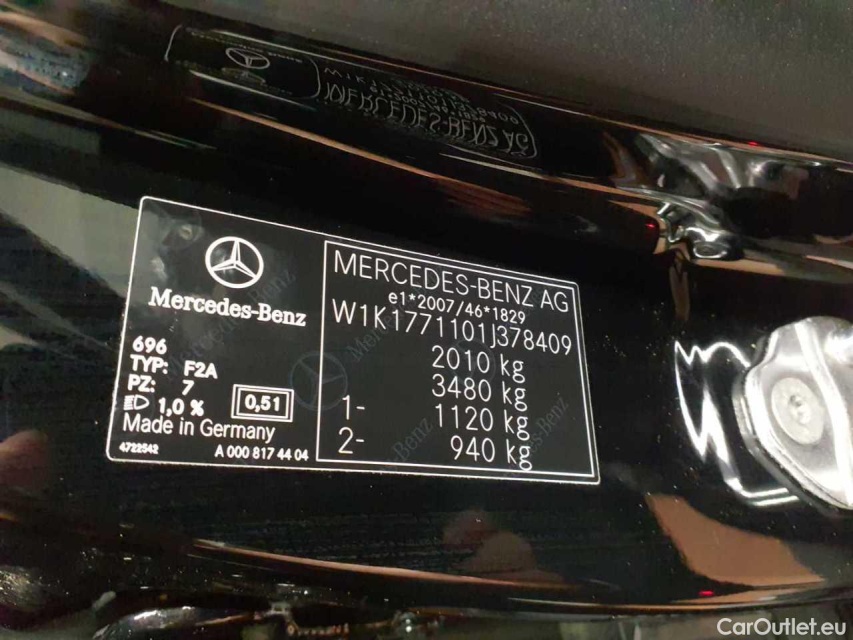 Mercedes-Benz
696
TYP: F2A
PZ: 7
1,0 % 0,51
Made in Germany
4722542 A 000 817 44 04
MERCEDES-BENZ AG
e1*2007/46*1829
W1K1771101J378409
2010 kg
3480 kg
1- 1120 kg
2- 940 kg
CarOutlet.eu